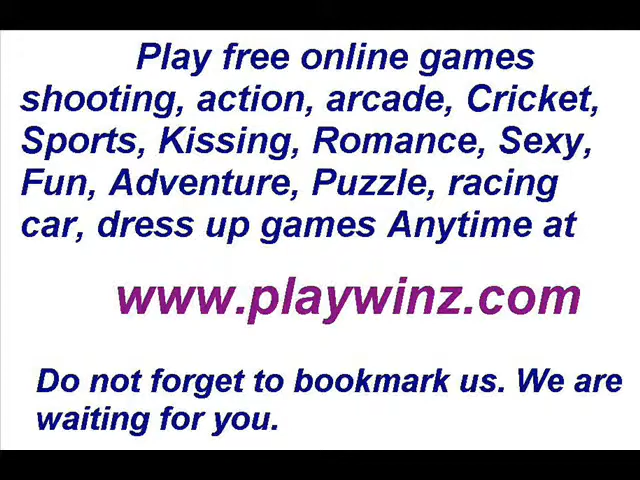 Play free online games
shooting, action, arcade, Cricket,
Sports, Kissing, Romance, Sexy,
Fun, Adventure, Puzzle, racing
car, dress up games Anytime at
www.playwinz.com
Do not forget to bookmark us. We are
waiting for you.